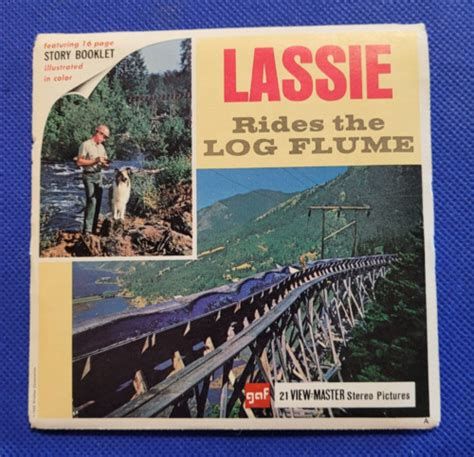 featuring 16 page
STORY BOOKLET
illustrated
in color
LASSIE
Rides the
LOG FLUME
gaf
21 VIEW-MASTER Stereo Pictures
A